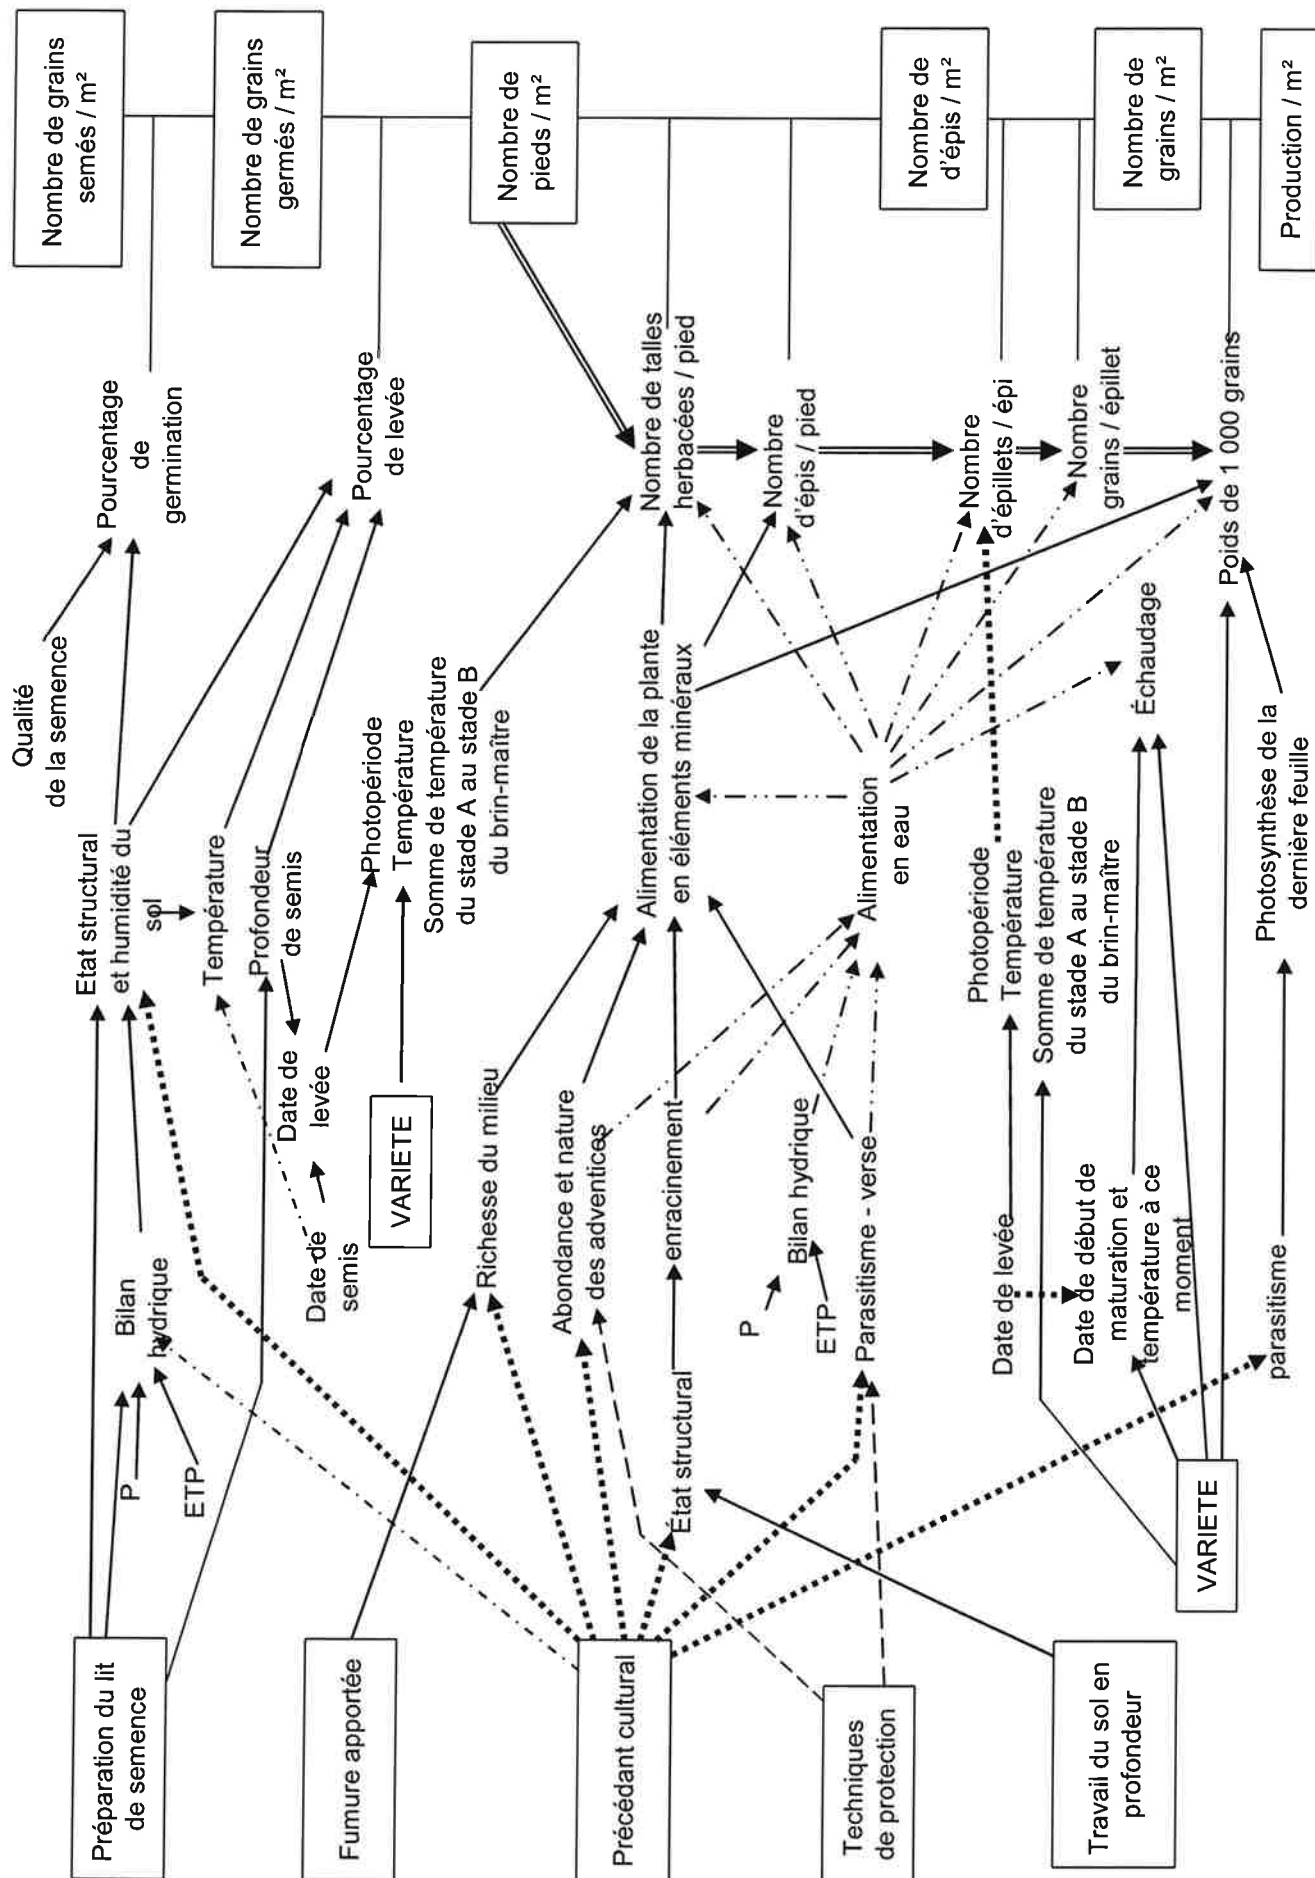 Préparation du lit
de semence
Fumure apportée
Précédant cultural
Techniques
de protection
Travail du sol en
profondeur
P
ETP
Bilan
hydrique
Etat structural
et humidité du
sol
Qualité
de la semence
Température
Profondeur
de semis
Date de
levée
Date de
semis
VARIETE
Photopériode
Température
Somme de température
du stade A au stade B
du brin-maître
Pourcentage
de
germination
Pourcentage
de levée
Richesse du milieu
Abondance et nature
des adventices
Etat structural
enracinement
P
ETP
Bilan hydrique
Parasitisme - verse
Alimentation de la plante
en éléments minéraux
Alimentation
en eau
Nombre de talles
herbacées / pied
Nombre
d'épis / pied
Nombre
d'épillets / épi
Nombre
grains / épillet
Poids de 1 000 grains
VARIETE
Date de levée
Date de début de
maturation et
température à ce
moment
parasitisme
Photopériode
Température
Somme de température
du stade A au stade B
du brin-maître
Échaudage
Photosynthèse de la
dernière feuille
Nombre de grains
semés / m²
Nombre de grains
germés / m²
Nombre de
pieds / m²
Nombre de
d'épis / m²
Nombre de
grains / m²
Production / m²